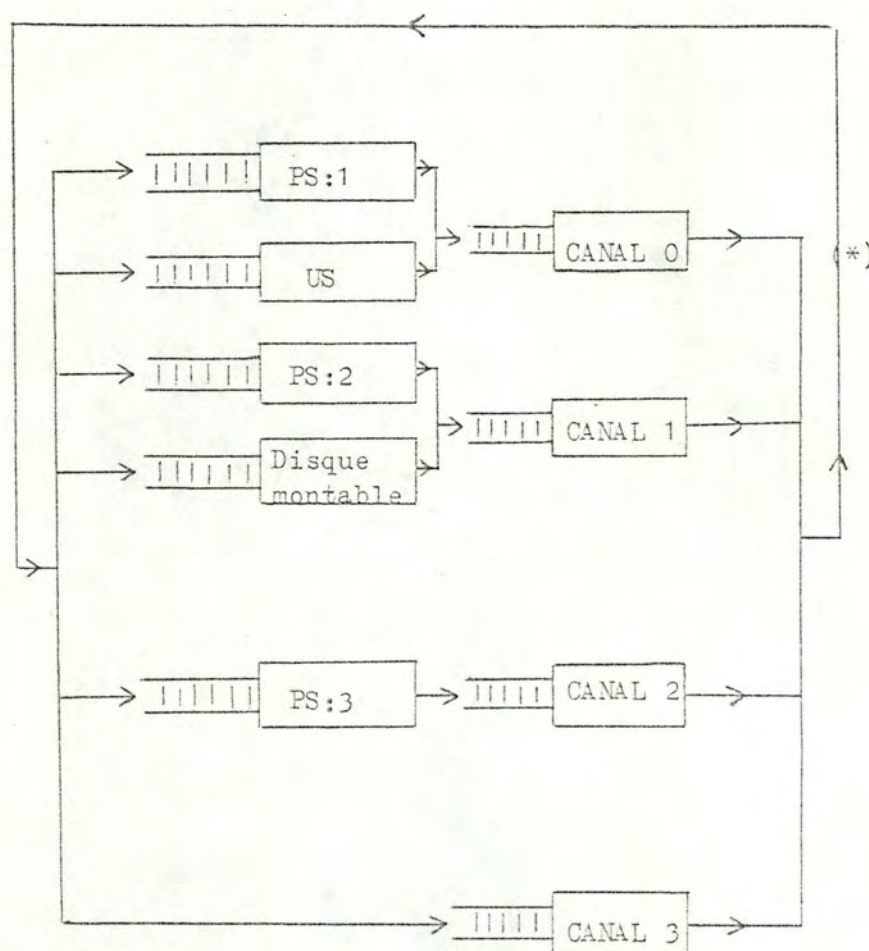 PS:1
CANAL 0
(*)
US
PS:2
CANAL 1
Disque
montable
PS:3
CANAL 2
CANAL 3